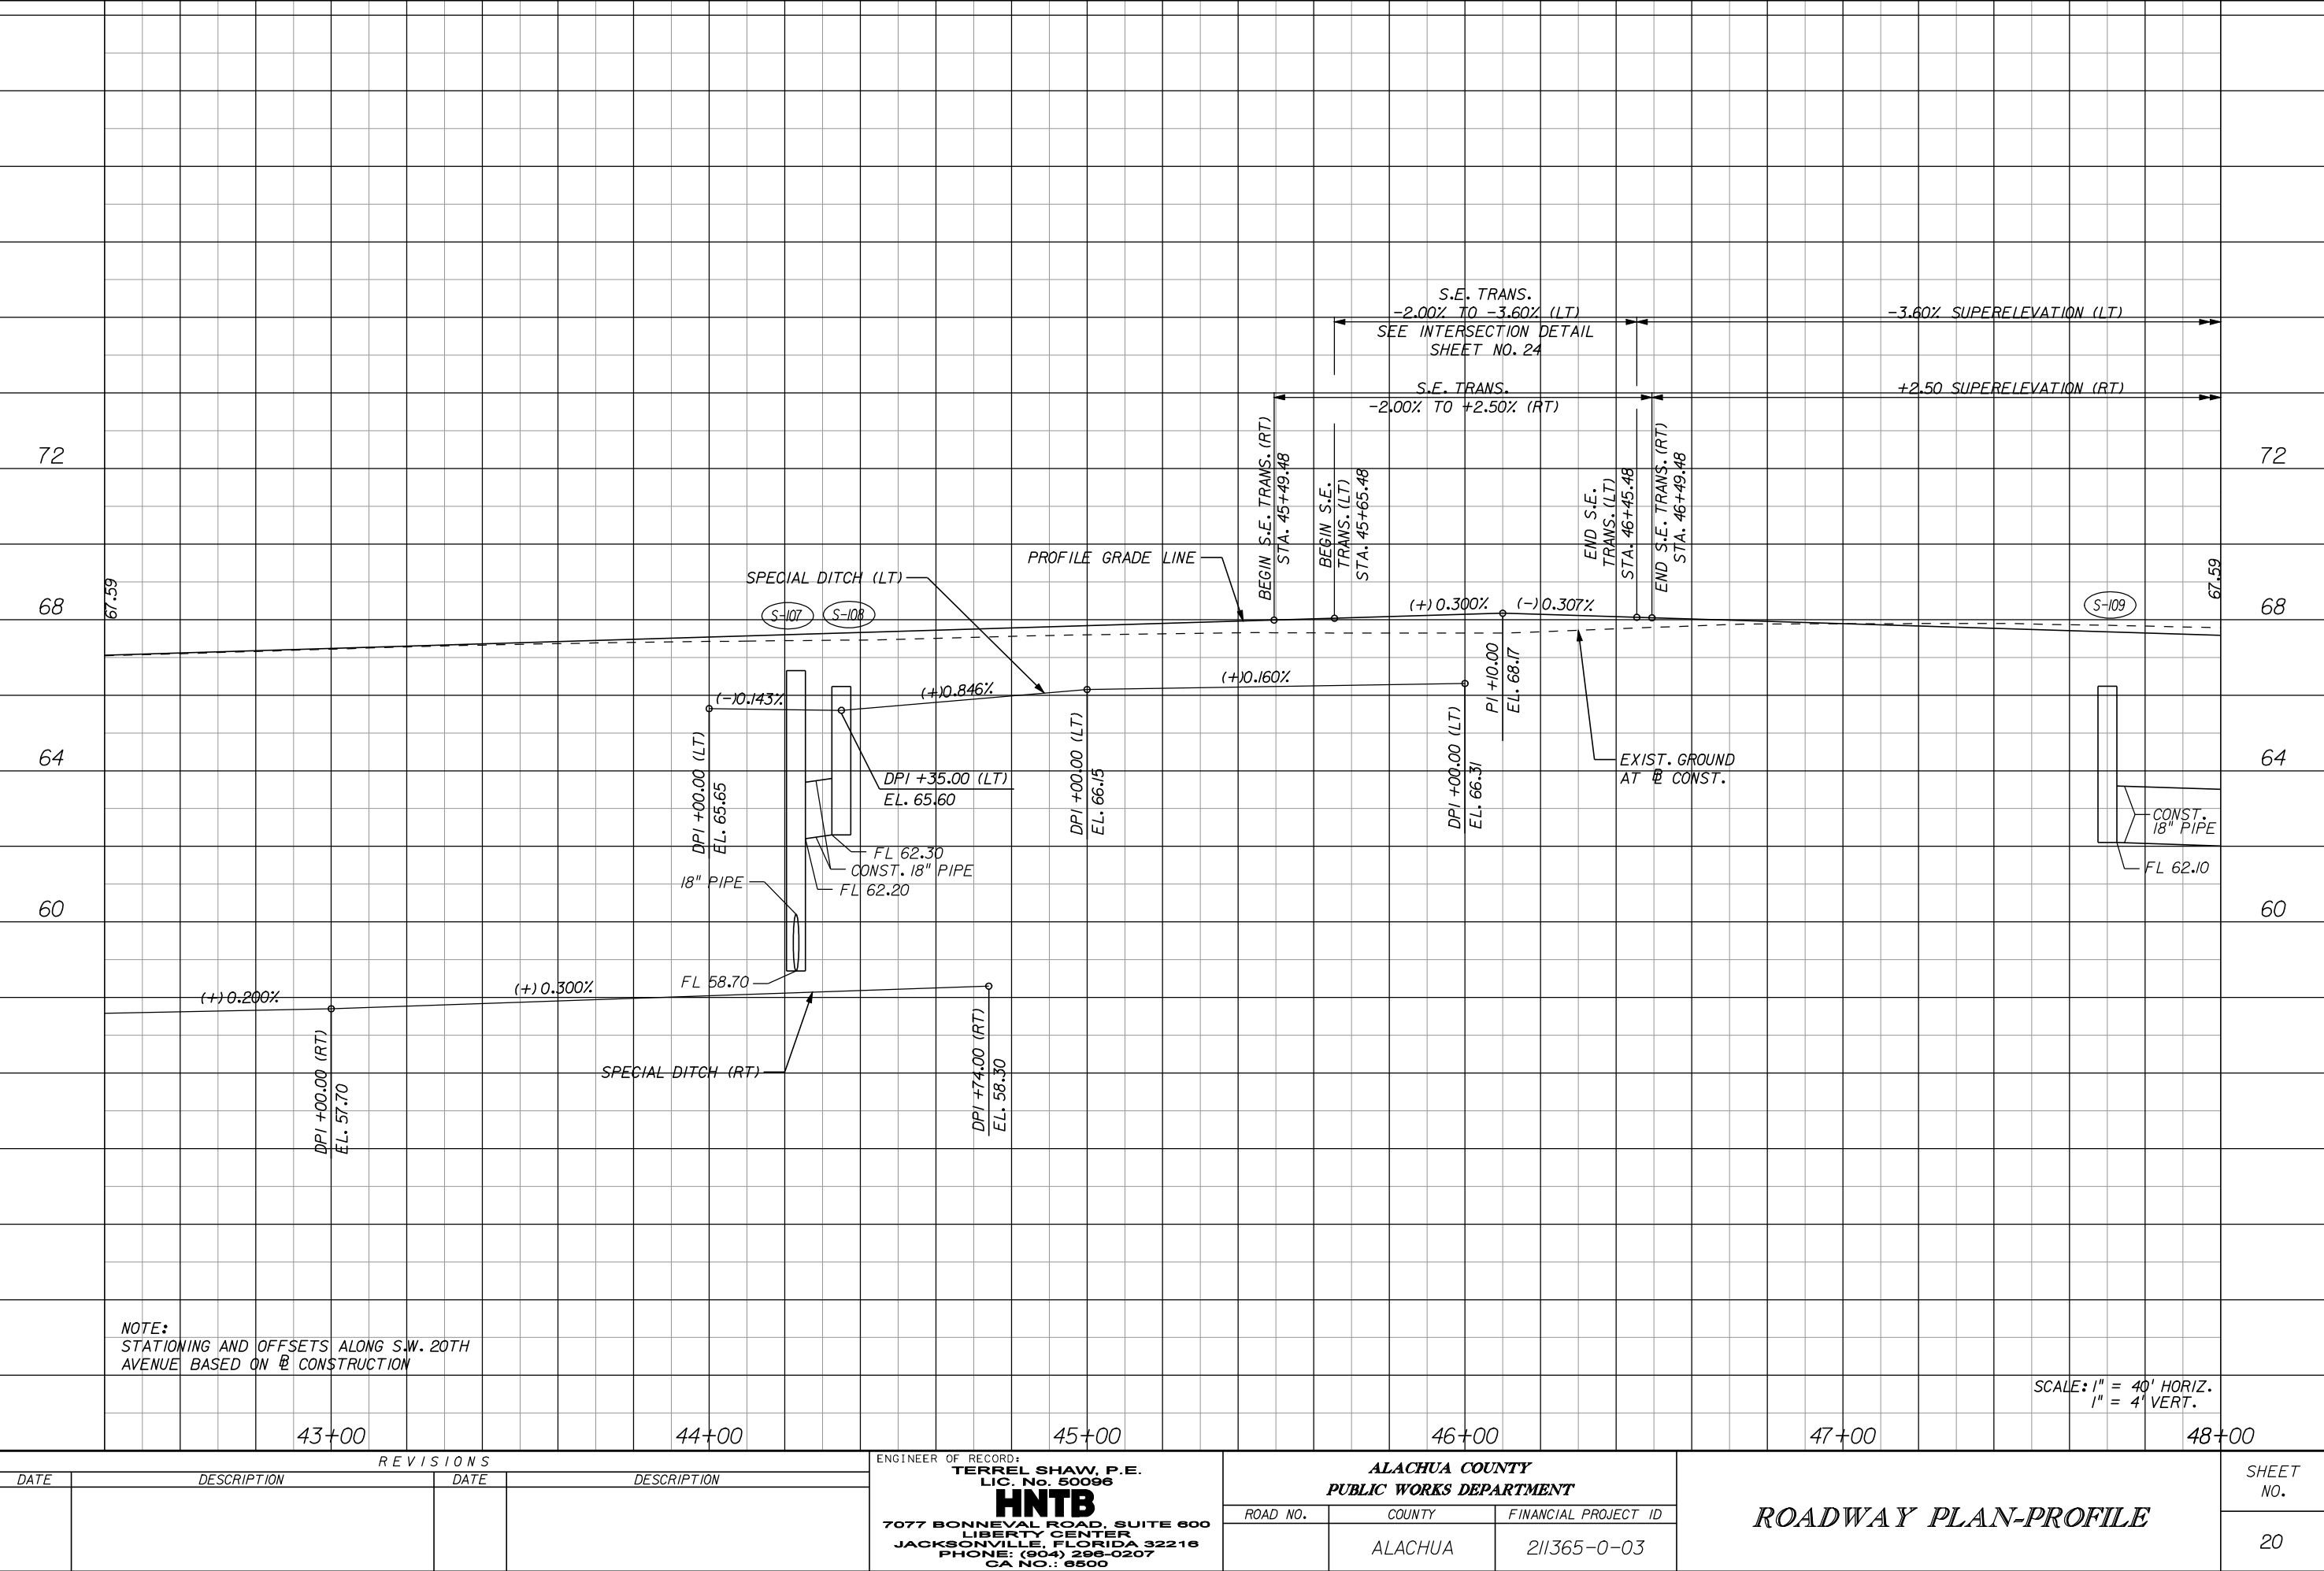 S.E. TRANS.
-2.00% TO -3.60% (LT)
SEE INTERSECTION DETAIL
SHEET NO. 24
-3.60% SUPERELEVATION (LT)
S.E. TRANS.
-2.00% TO +2.50% (RT)
+2.50 SUPERELEVATION (RT)
72
72
BEGIN S.E. TRANS. (RT)
STA. 45+49.48
BEGIN S.E.
TRANS. (LT)
STA. 45+65.48
END S.E.
TRANS. (LT)
STA. 46+45.48
END S.E. TRANS. (RT)
STA. 46+49.48
PROFILE GRADE LINE
SPECIAL DITCH (LT)
67.59
67.59
68
68
S-107
S-108
S-109
(+) 0.300%
(-) 0.307%
PI +10.00
EL. 68.17
(-)0.143%
(+)0.846%
(+)0.160%
DPI +00.00 (LT)
EL. 65.65
DPI +35.00 (LT)
EL. 65.60
DPI +00.00 (LT)
EL. 66.15
DPI +00.00 (LT)
EL. 66.31
EXIST. GROUND
AT ℄ CONST.
64
64
CONST.
18" PIPE
FL 62.10
FL 62.30
CONST. 18" PIPE
FL 62.20
18" PIPE
60
60
FL 58.70
(+) 0.200%
(+) 0.300%
SPECIAL DITCH (RT)
DPI +00.00 (RT)
EL. 57.70
DPI +74.00 (RT)
EL. 58.30
NOTE:
STATIONING AND OFFSETS ALONG S.W. 20TH
AVENUE BASED ON ℄ CONSTRUCTION
SCALE: 1" = 40' HORIZ.
1" = 4' VERT.
43+00
44+00
45+00
46+00
47+00
48+00
REVISIONS
DATE
DESCRIPTION
DATE
DESCRIPTION
ENGINEER OF RECORD:
TERREL SHAW, P.E.
LIC. No. 50096
HNTB
7077 BONNEVAL ROAD, SUITE 600
LIBERTY CENTER
JACKSONVILLE, FLORIDA 32216
PHONE: (904) 296-0207
CA NO.: 6500
ALACHUA COUNTY
PUBLIC WORKS DEPARTMENT
ROAD NO.
COUNTY
FINANCIAL PROJECT ID
ALACHUA
211365-0-03
ROADWAY PLAN-PROFILE
SHEET
NO.
20